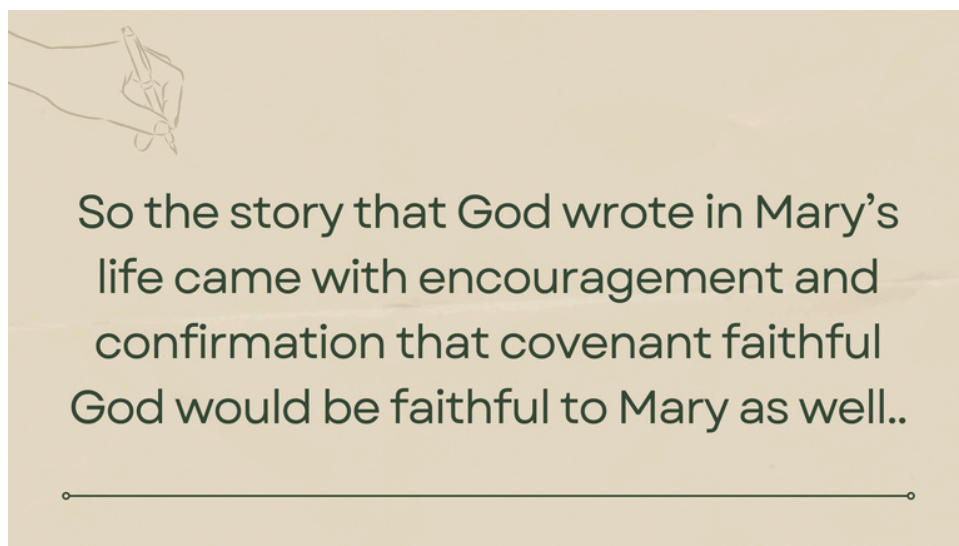 So the story that God wrote in Mary’s
life came with encouragement and
confirmation that covenant faithful
God would be faithful to Mary as well..